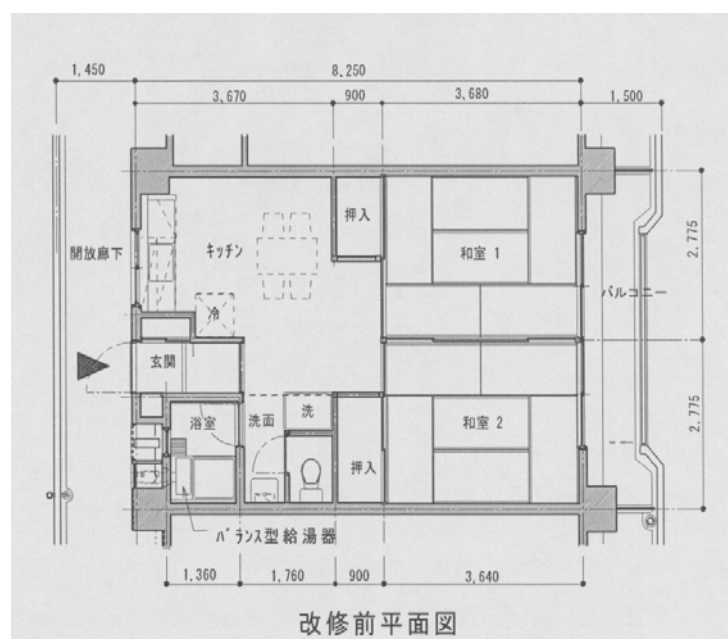 8,250
1,450
3,670
900
3,680
1,500
押入
和室 1
キッチン
開放廊下
2,775
バルコニー
冷
玄関
浴室
洗面
洗
和室 2
2,775
押入
バランス型給湯器
1,360
1,760
900
3,640
改修前平面図